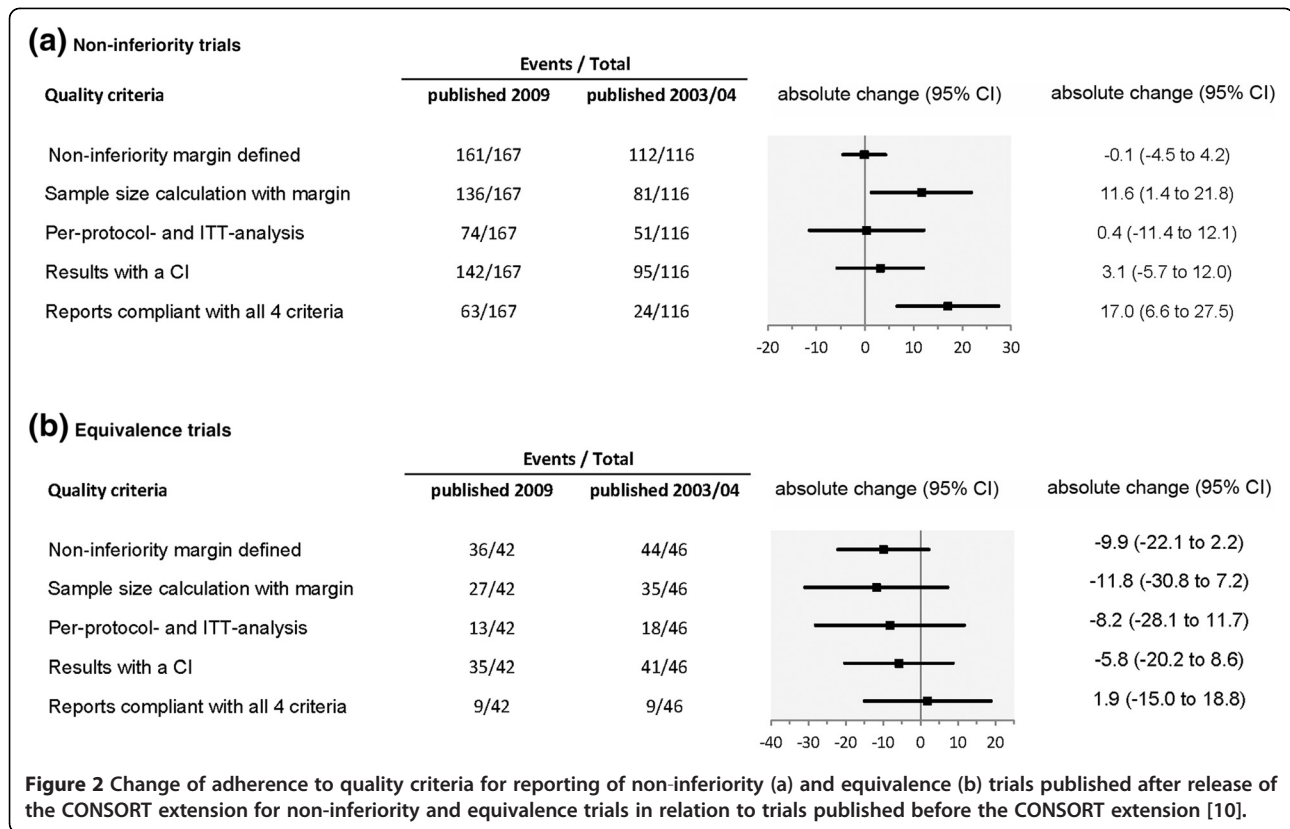 (a) Non-inferiority trials
Events / Total
Quality criteria published 2009 published 2003/04 absolute change (95% CI) absolute change (95% CI)
Non-inferiority margin defined 161/167 112/116 -0.1 (-4.5 to 4.2)
Sample size calculation with margin 136/167 81/116 11.6 (1.4 to 21.8)
Per-protocol- and ITT-analysis 74/167 51/116 0.4 (-11.4 to 12.1)
Results with a CI 142/167 95/116 3.1 (-5.7 to 12.0)
Reports compliant with all 4 criteria 63/167 24/116 17.0 (6.6 to 27.5)
-20 -10 0 10 20 30
(b) Equivalence trials
Events / Total
Quality criteria published 2009 published 2003/04 absolute change (95% CI) absolute change (95% CI)
Non-inferiority margin defined 36/42 44/46 -9.9 (-22.1 to 2.2)
Sample size calculation with margin 27/42 35/46 -11.8 (-30.8 to 7.2)
Per-protocol- and ITT-analysis 13/42 18/46 -8.2 (-28.1 to 11.7)
Results with a CI 35/42 41/46 -5.8 (-20.2 to 8.6)
Reports compliant with all 4 criteria 9/42 9/46 1.9 (-15.0 to 18.8)
-40 -30 -20 -10 0 10 20
Figure 2 Change of adherence to quality criteria for reporting of non-inferiority (a) and equivalence (b) trials published after release of
the CONSORT extension for non-inferiority and equivalence trials in relation to trials published before the CONSORT extension [10].